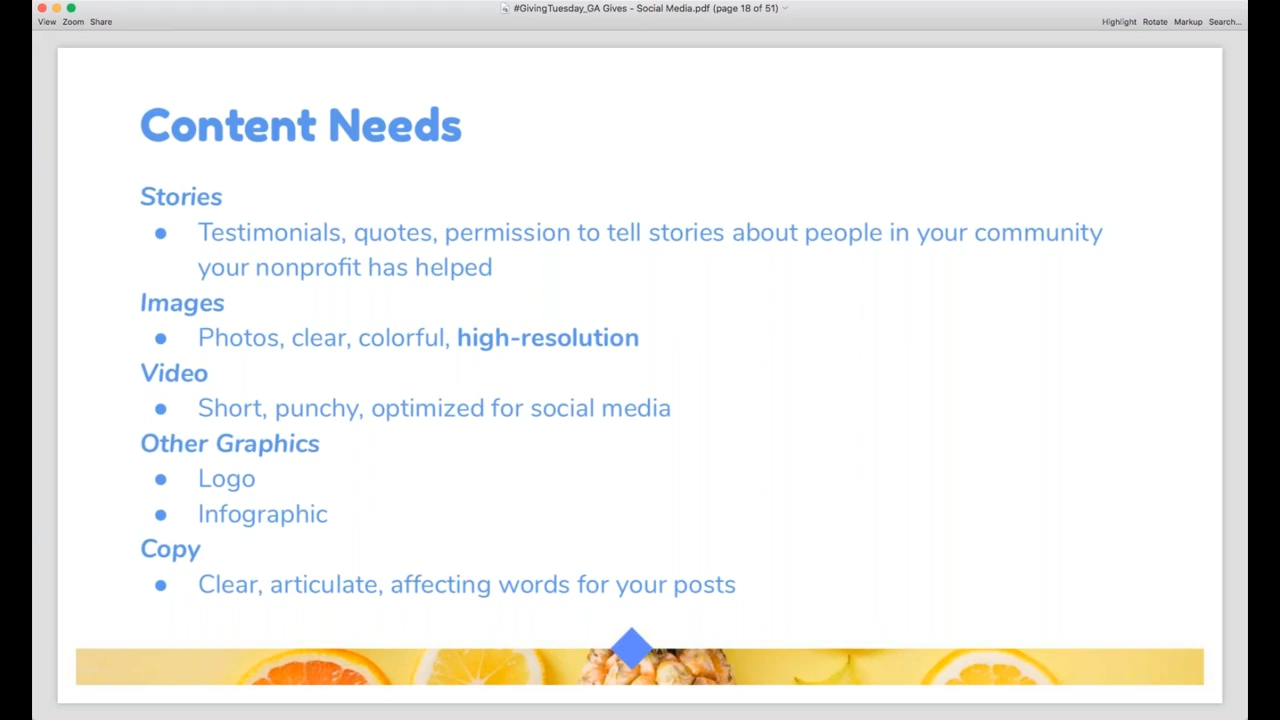 #GivingTuesday_GA Gives - Social Media.pdf (page 18 of 51)
View Zoom Share
Highlight Rotate Markup Search...
Content Needs
Stories
● Testimonials, quotes, permission to tell stories about people in your community
your nonprofit has helped
Images
● Photos, clear, colorful, high-resolution
Video
● Short, punchy, optimized for social media
Other Graphics
● Logo
● Infographic
Copy
● Clear, articulate, affecting words for your posts